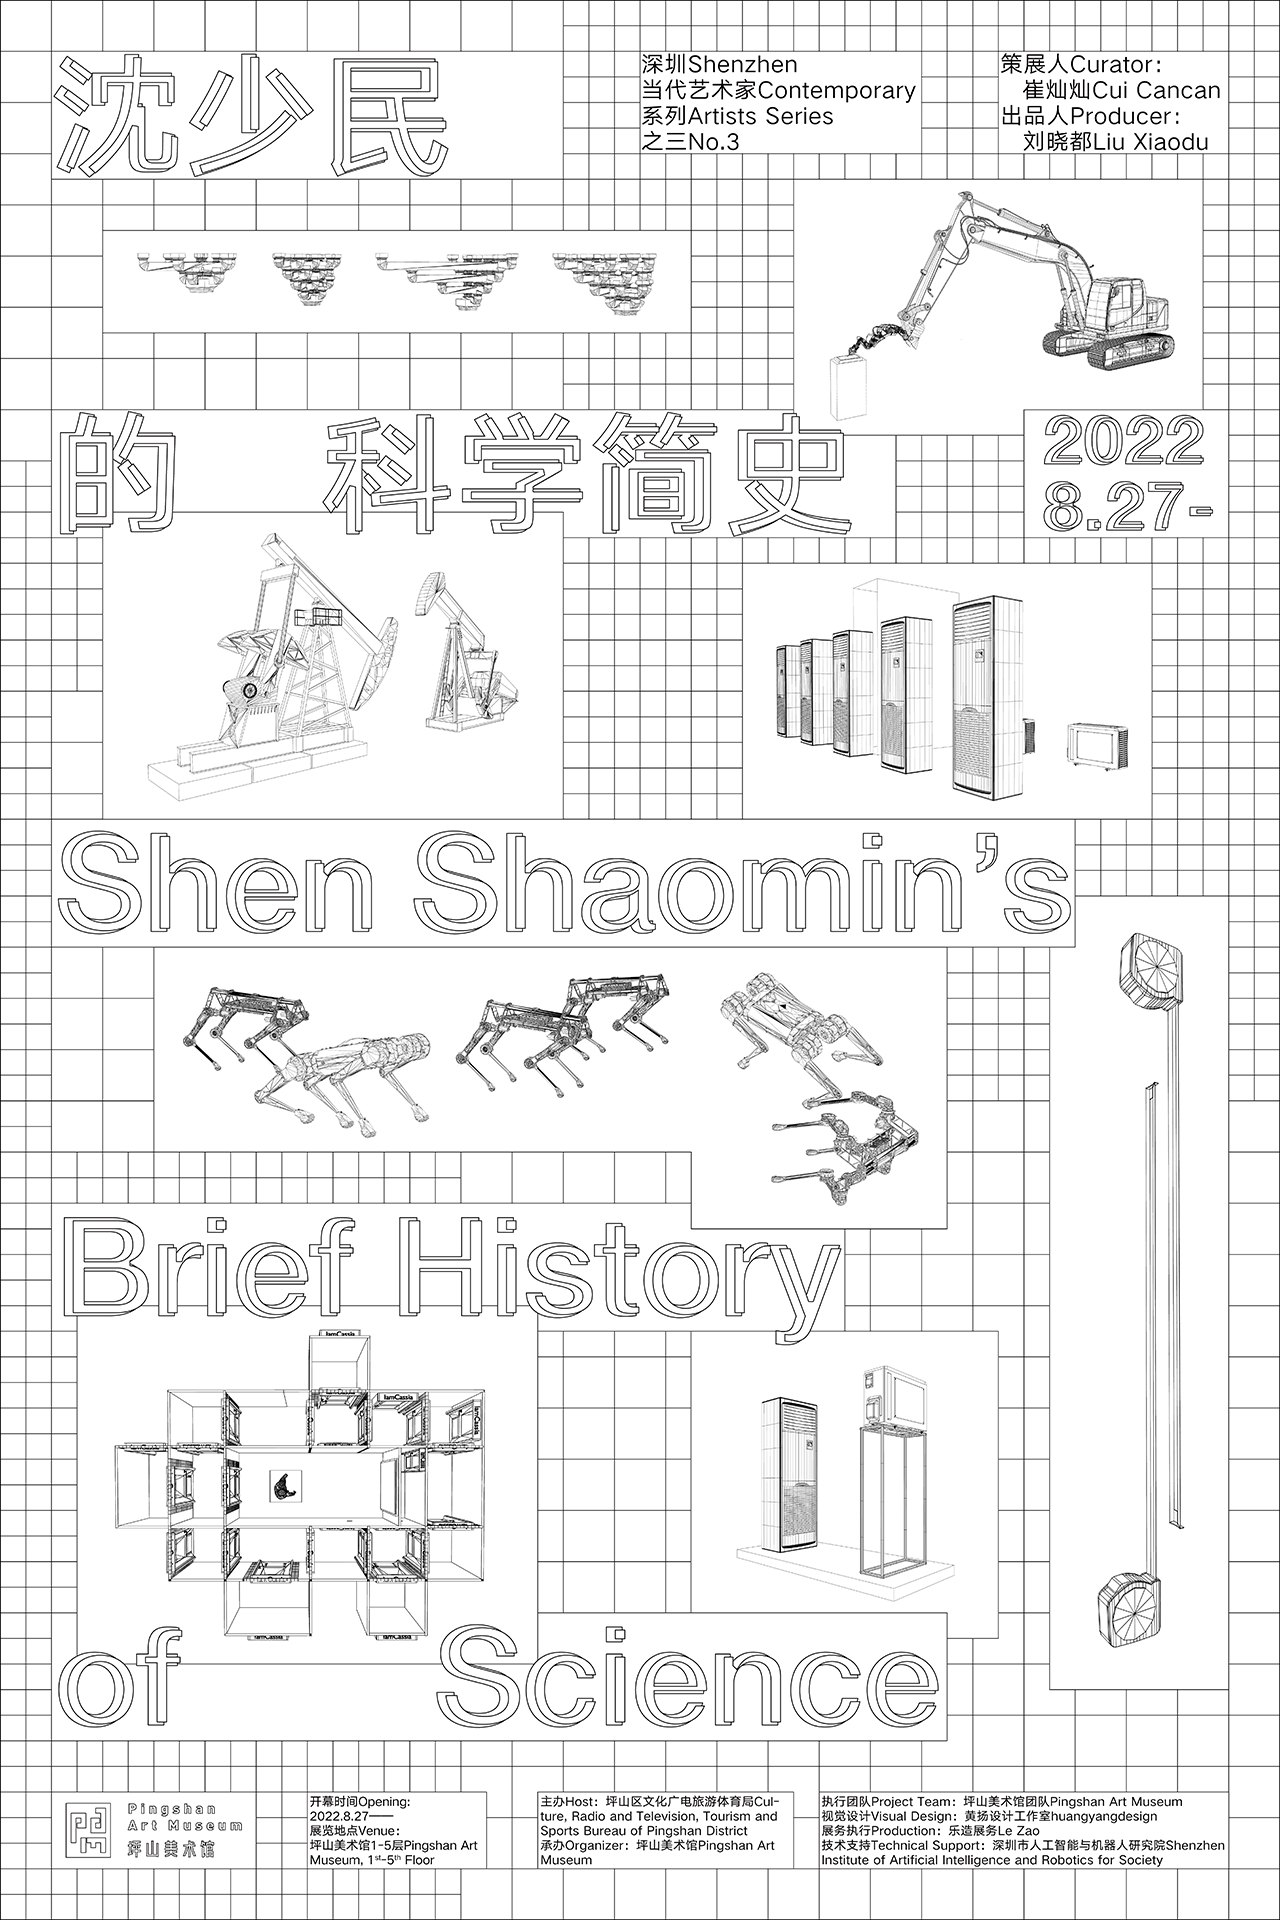 沈少民
深圳Shenzhen
当代艺术家Contemporary
系列Artists Series
之三No.3
策展人Curator:
崔灿灿Cui Cancan
出品人Producer:
刘晓都Liu Xiaodu
的 科学简史
2022
8.27-
Shen Shaomin’s
Brief History
IamCassia
IamCassia
IamCassia
IamCassia
IamCassia
of Science
Pingshan
Art Museum
坪山美术馆
开幕时间Opening:
2022.8.27——
展览地点Venue:
坪山美术馆1-5层Pingshan Art
Museum, 1st-5th Floor
主办Host: 坪山区文化广电旅游体育局Cul-
ture, Radio and Television, Tourism and
Sports Bureau of Pingshan District
承办Organizer: 坪山美术馆Pingshan Art
Museum
执行团队Project Team: 坪山美术馆团队Pingshan Art Museum
视觉设计Visual Design: 黄扬设计工作室huangyangdesign
展务执行Production: 乐造展务Le Zao
技术支持Technical Support: 深圳市人工智能与机器人研究院Shenzhen
Institute of Artificial Intelligence and Robotics for Society